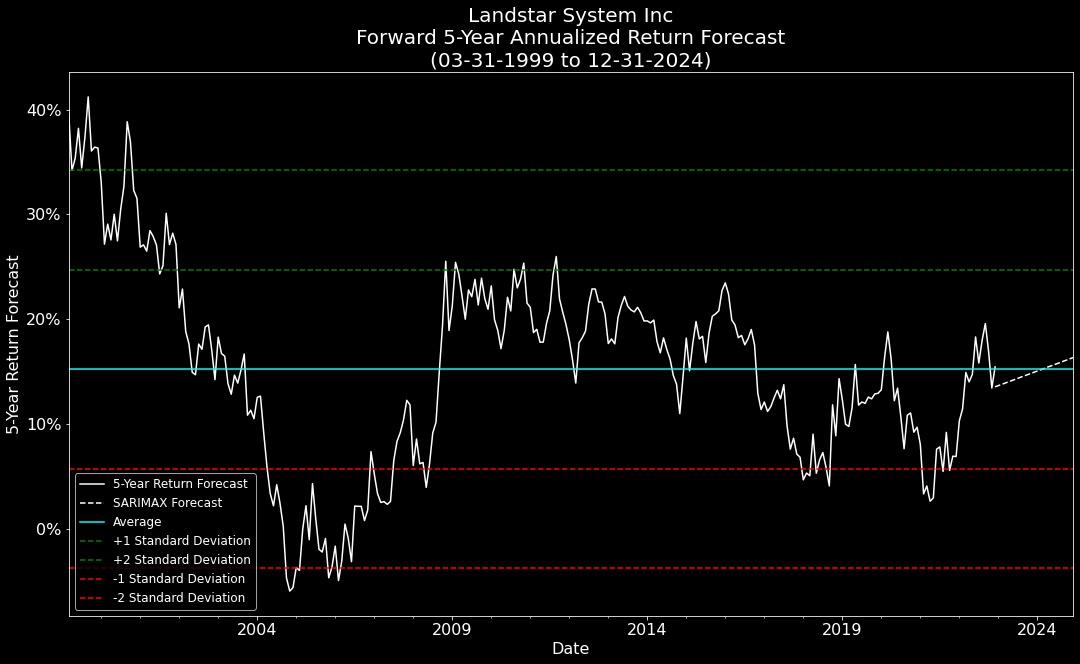 Landstar System Inc
Forward 5-Year Annualized Return Forecast
(03-31-1999 to 12-31-2024)
5-Year Return Forecast
40%
30%
20%
10%
0%
5-Year Return Forecast
SARIMAX Forecast
Average
+1 Standard Deviation
+2 Standard Deviation
-1 Standard Deviation
-2 Standard Deviation
2004 2009 2014 2019 2024
Date